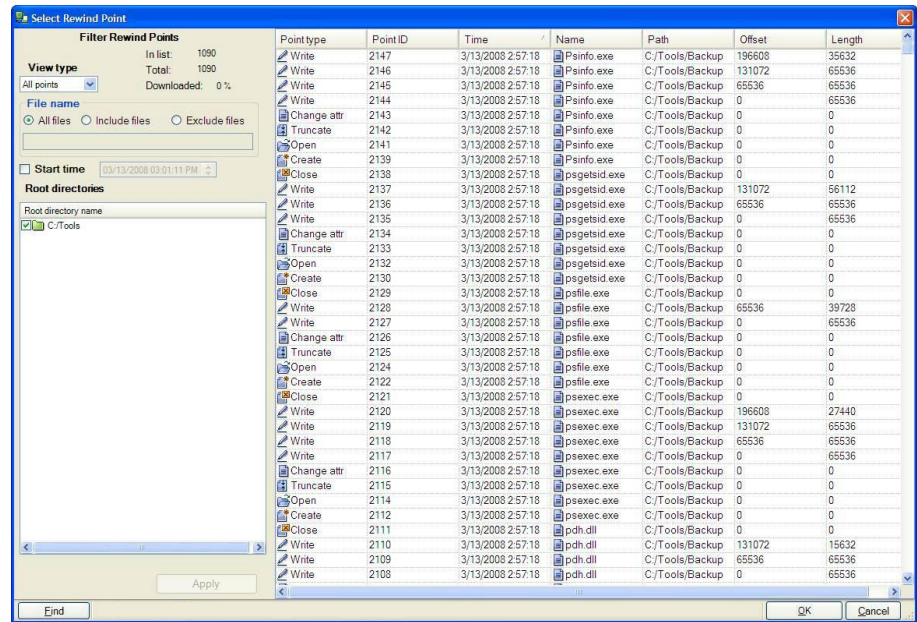 Select Rewind Point
Filter Rewind Points
In list: 1090
View type
Total: 1090
All points
Downloaded: 0 %
File name
All files Include files Exclude files
Start time 03/13/2008 03:01:11 PM
Root directories
Root directory name
C:/Tools
Apply
Point type Point ID Time Name Path Offset Length
Write 2147 3/13/2008 2:57:18 Psinfo.exe C:/Tools/Backup 196608 35632
Write 2146 3/13/2008 2:57:18 Psinfo.exe C:/Tools/Backup 131072 65536
Write 2145 3/13/2008 2:57:18 Psinfo.exe C:/Tools/Backup 65536 65536
Write 2144 3/13/2008 2:57:18 Psinfo.exe C:/Tools/Backup 0 65536
Change attr 2143 3/13/2008 2:57:18 Psinfo.exe C:/Tools/Backup 0 0
Truncate 2142 3/13/2008 2:57:18 Psinfo.exe C:/Tools/Backup 0 0
Open 2141 3/13/2008 2:57:18 Psinfo.exe C:/Tools/Backup 0 0
Create 2139 3/13/2008 2:57:18 Psinfo.exe C:/Tools/Backup 0 0
Close 2138 3/13/2008 2:57:18 psgetsid.exe C:/Tools/Backup 0 0
Write 2137 3/13/2008 2:57:18 psgetsid.exe C:/Tools/Backup 131072 56112
Write 2136 3/13/2008 2:57:18 psgetsid.exe C:/Tools/Backup 65536 65536
Write 2135 3/13/2008 2:57:18 psgetsid.exe C:/Tools/Backup 0 65536
Change attr 2134 3/13/2008 2:57:18 psgetsid.exe C:/Tools/Backup 0 0
Truncate 2133 3/13/2008 2:57:18 psgetsid.exe C:/Tools/Backup 0 0
Open 2132 3/13/2008 2:57:18 psgetsid.exe C:/Tools/Backup 0 0
Create 2130 3/13/2008 2:57:18 psgetsid.exe C:/Tools/Backup 0 0
Close 2129 3/13/2008 2:57:18 psfile.exe C:/Tools/Backup 0 0
Write 2128 3/13/2008 2:57:18 psfile.exe C:/Tools/Backup 65536 39728
Write 2127 3/13/2008 2:57:18 psfile.exe C:/Tools/Backup 0 65536
Change attr 2126 3/13/2008 2:57:18 psfile.exe C:/Tools/Backup 0 0
Truncate 2125 3/13/2008 2:57:18 psfile.exe C:/Tools/Backup 0 0
Open 2124 3/13/2008 2:57:18 psfile.exe C:/Tools/Backup 0 0
Create 2122 3/13/2008 2:57:18 psfile.exe C:/Tools/Backup 0 0
Close 2121 3/13/2008 2:57:18 psexec.exe C:/Tools/Backup 0 0
Write 2120 3/13/2008 2:57:18 psexec.exe C:/Tools/Backup 196608 27440
Write 2119 3/13/2008 2:57:18 psexec.exe C:/Tools/Backup 131072 65536
Write 2118 3/13/2008 2:57:18 psexec.exe C:/Tools/Backup 65536 65536
Write 2117 3/13/2008 2:57:18 psexec.exe C:/Tools/Backup 0 65536
Change attr 2116 3/13/2008 2:57:18 psexec.exe C:/Tools/Backup 0 0
Truncate 2115 3/13/2008 2:57:18 psexec.exe C:/Tools/Backup 0 0
Open 2114 3/13/2008 2:57:18 psexec.exe C:/Tools/Backup 0 0
Create 2112 3/13/2008 2:57:18 psexec.exe C:/Tools/Backup 0 0
Close 2111 3/13/2008 2:57:18 pdh.dll C:/Tools/Backup 0 0
Write 2110 3/13/2008 2:57:18 pdh.dll C:/Tools/Backup 131072 15632
Write 2109 3/13/2008 2:57:18 pdh.dll C:/Tools/Backup 65536 65536
Write 2108 3/13/2008 2:57:18 pdh.dll C:/Tools/Backup 0 65536
Find OK Cancel